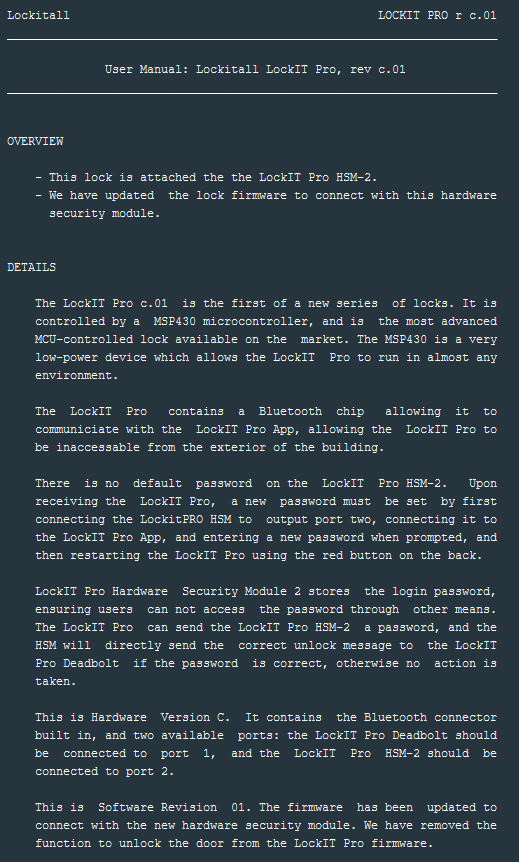 Lockitall LOCKIT PRO r c.01
User Manual: Lockitall LockIT Pro, rev c.01
OVERVIEW
- This lock is attached the the LockIT Pro HSM-2.
- We have updated the lock firmware to connect with this hardware
security module.
DETAILS
The LockIT Pro c.01 is the first of a new series of locks. It is
controlled by a MSP430 microcontroller, and is the most advanced
MCU-controlled lock available on the market. The MSP430 is a very
low-power device which allows the LockIT Pro to run in almost any
environment.
The LockIT Pro contains a Bluetooth chip allowing it to
communiciate with the LockIT Pro App, allowing the LockIT Pro to
be inaccessable from the exterior of the building.
There is no default password on the LockIT Pro HSM-2. Upon
receiving the LockIT Pro, a new password must be set by first
connecting the LockitPRO HSM to output port two, connecting it to
the LockIT Pro App, and entering a new password when prompted, and
then restarting the LockIT Pro using the red button on the back.
LockIT Pro Hardware Security Module 2 stores the login password,
ensuring users can not access the password through other means.
The LockIT Pro can send the LockIT Pro HSM-2 a password, and the
HSM will directly send the correct unlock message to the LockIT
Pro Deadbolt if the password is correct, otherwise no action is
taken.
This is Hardware Version C. It contains the Bluetooth connector
built in, and two available ports: the LockIT Pro Deadbolt should
be connected to port 1, and the LockIT Pro HSM-2 should be
connected to port 2.
This is Software Revision 01. The firmware has been updated to
connect with the new hardware security module. We have removed the
function to unlock the door from the LockIT Pro firmware.